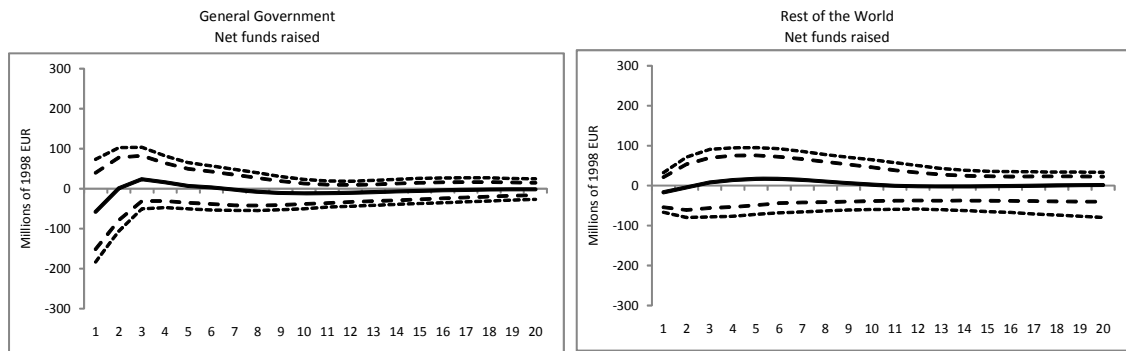 General Government
Net funds raised
Millions of 1998 EUR
300
200
100
0
-100
-200
-300
1 2 3 4 5 6 7 8 9 10 11 12 13 14 15 16 17 18 19 20
Rest of the World
Net funds raised
Millions of 1998 EUR
300
200
100
0
-100
-200
-300
1 2 3 4 5 6 7 8 9 10 11 12 13 14 15 16 17 18 19 20